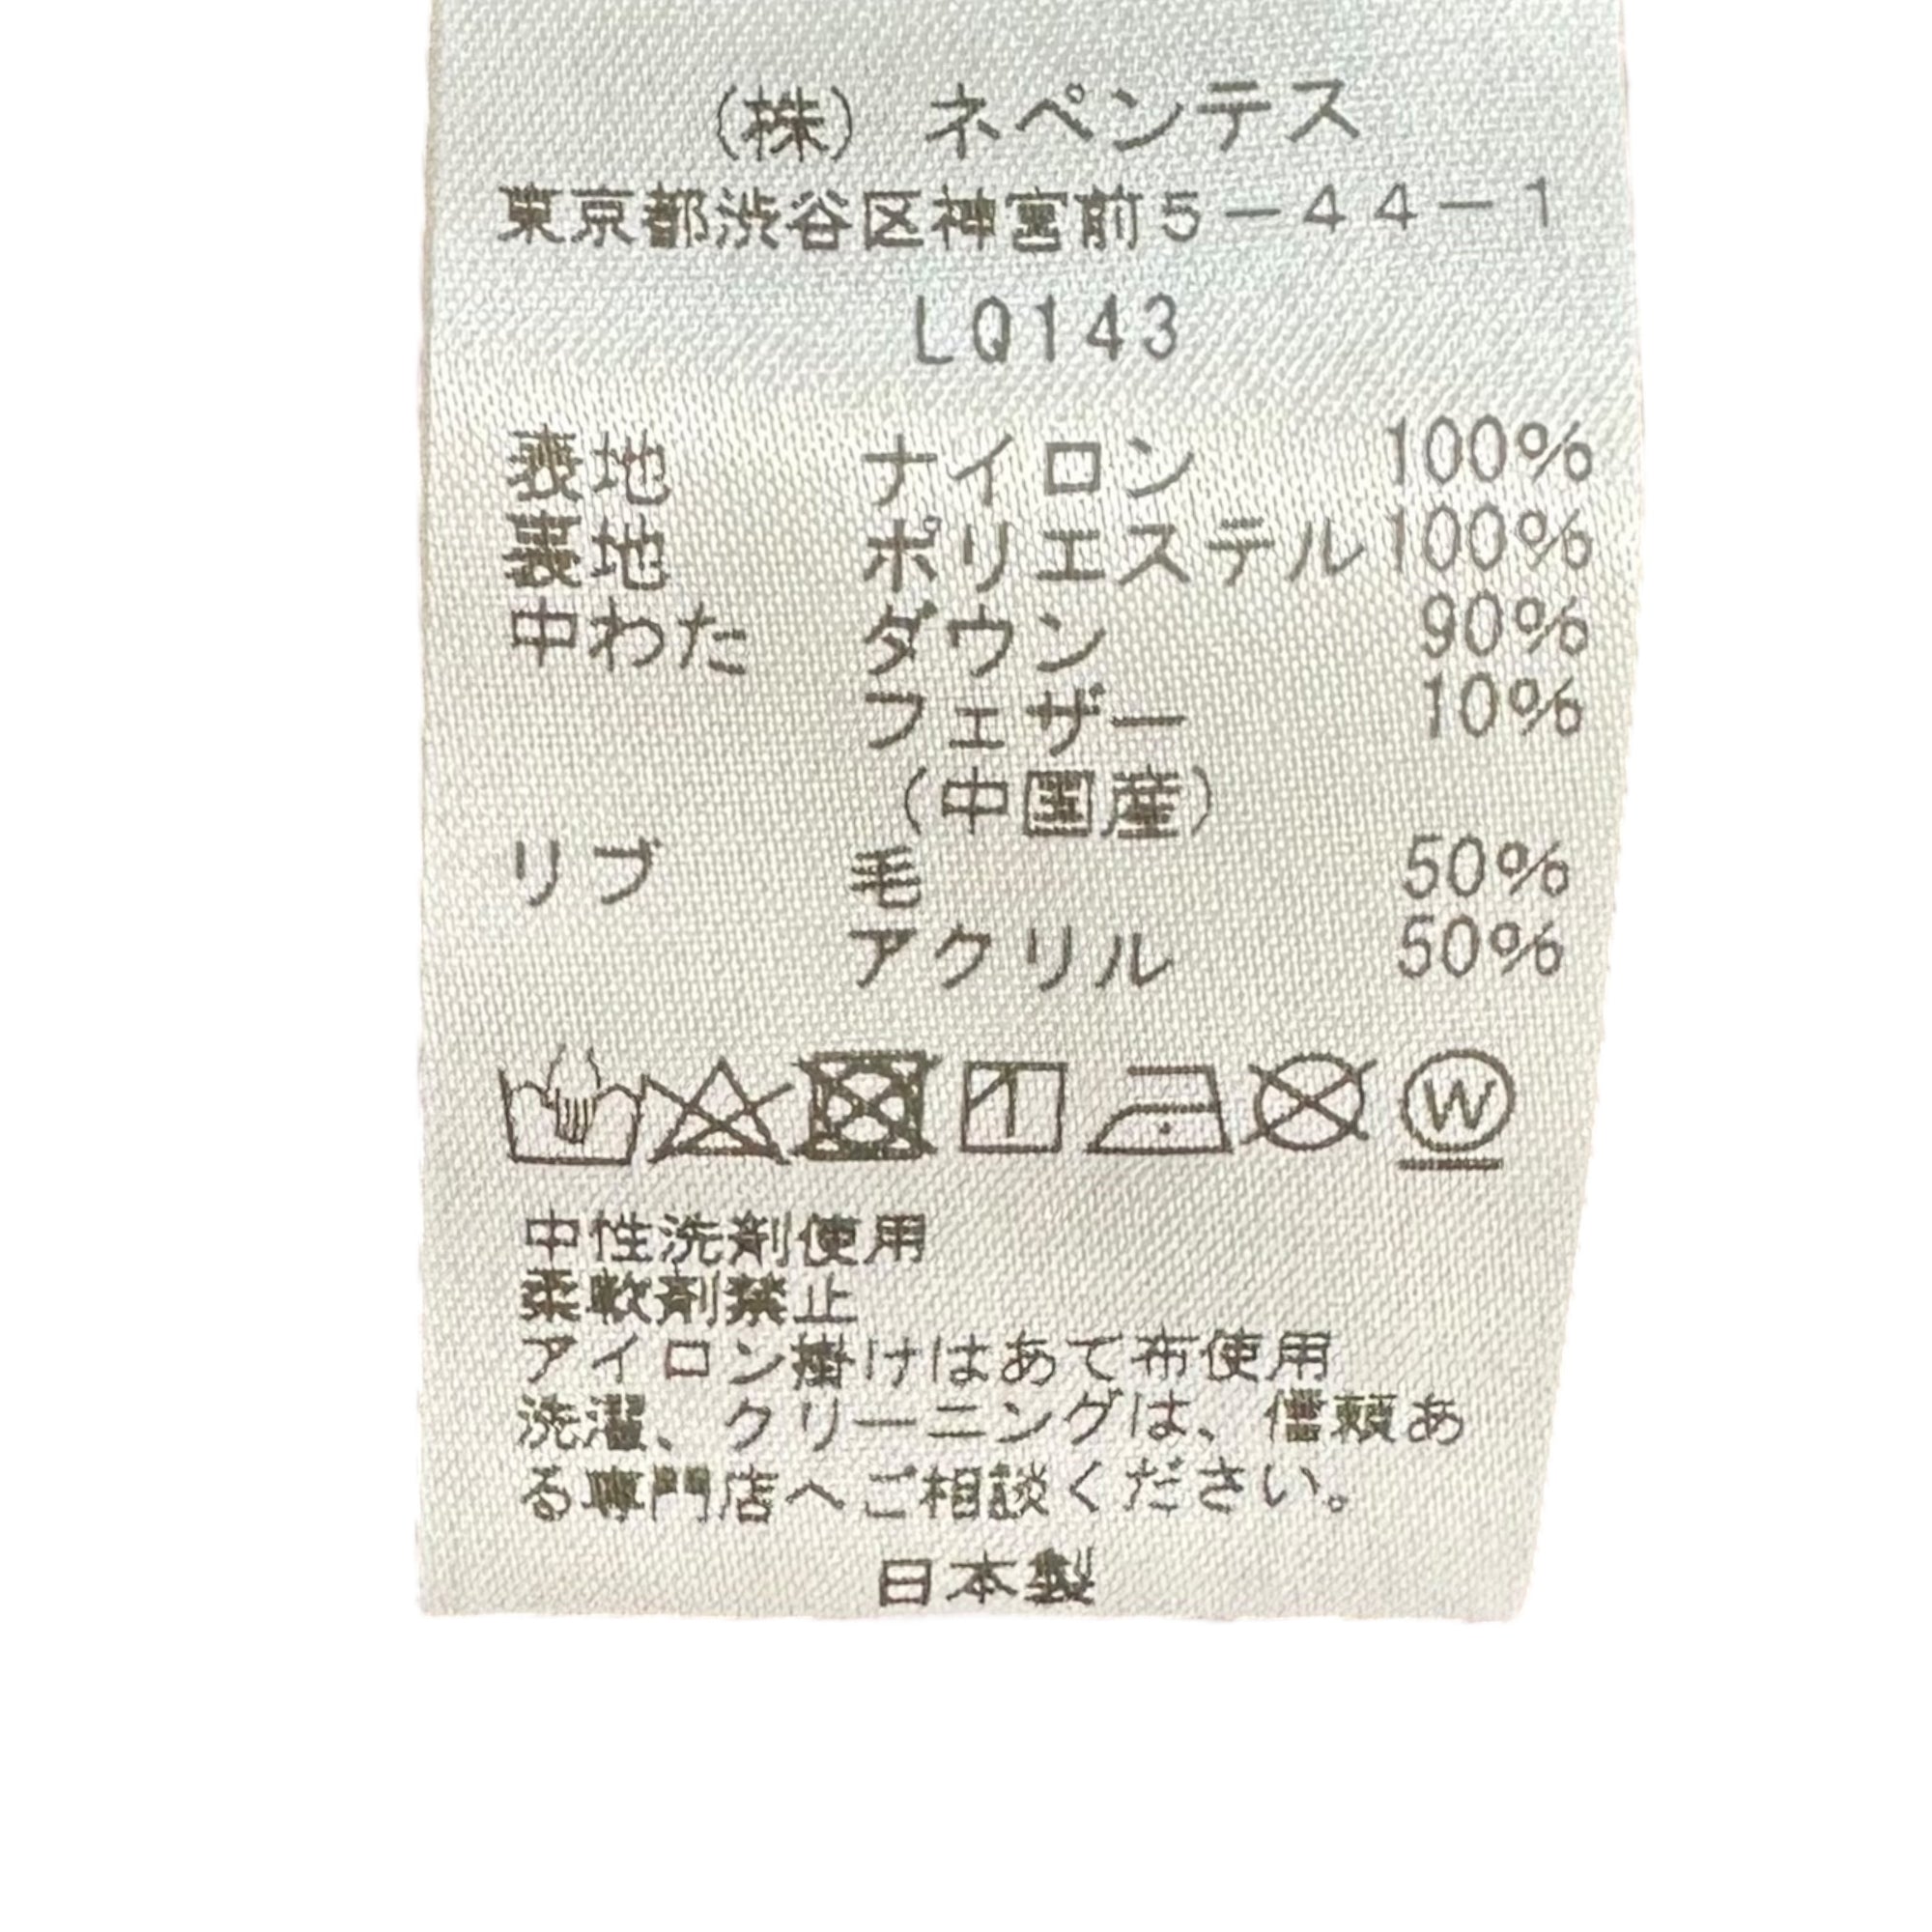 (株) ネペンテス
東京都渋谷区神宮前5-44-1
LQ143
表地 ナイロン 100%
裏地 ポリエステル 100%
中わた ダウン 90%
フェザー 10%
(中国産)
リブ 毛 50%
アクリル 50%
W
中性洗剤使用
柔軟剤禁止
アイロン掛けはあて布使用
洗濯、クリーニングは、信頼あ
る専門店へご相談ください。
日本製